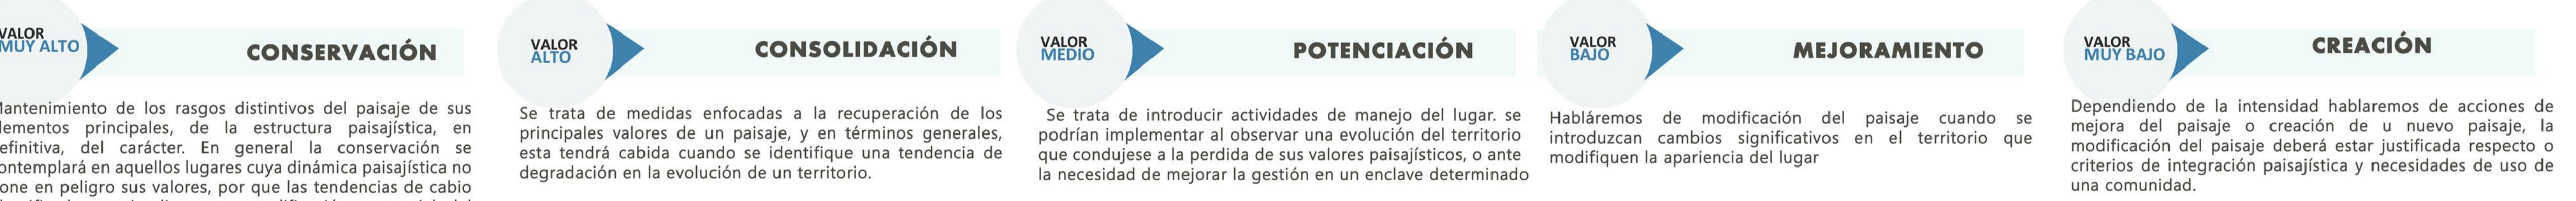 VALOR
MUY ALTO
CONSERVACIÓN
de los rasgos distintivos del paisaje de sus
principales, de la estructura paisajística, en
del carácter. En general la conservación se
en aquellos lugares cuya dinámica paisajística no
en peligro sus valores, por que las tendencias de cabio
VALOR
ALTO
CONSOLIDACIÓN
Se trata de medidas enfocadas a la recuperación de los
principales valores de un paisaje, y en términos generales,
esta tendrá cabida cuando se identifique una tendencia de
degradación en la evolución de un territorio.
VALOR
MEDIO
POTENCIACIÓN
Se trata de introducir actividades de manejo del lugar. se
podrían implementar al observar una evolución del territorio
que condujese a la perdida de sus valores paisajísticos, o ante
la necesidad de mejorar la gestión en un enclave determinado
VALOR
BAJO
MEJORAMIENTO
Habláremos de modificación del paisaje cuando se
introduzcan cambios significativos en el territorio que
modifiquen la apariencia del lugar
VALOR
MUY BAJO
CREACIÓN
Dependiendo de la intensidad hablaremos de acciones de
mejora del paisaje o creación de u nuevo paisaje, la
modificación del paisaje deberá estar justificada respecto o
criterios de integración paisajística y necesidades de uso de
una comunidad.